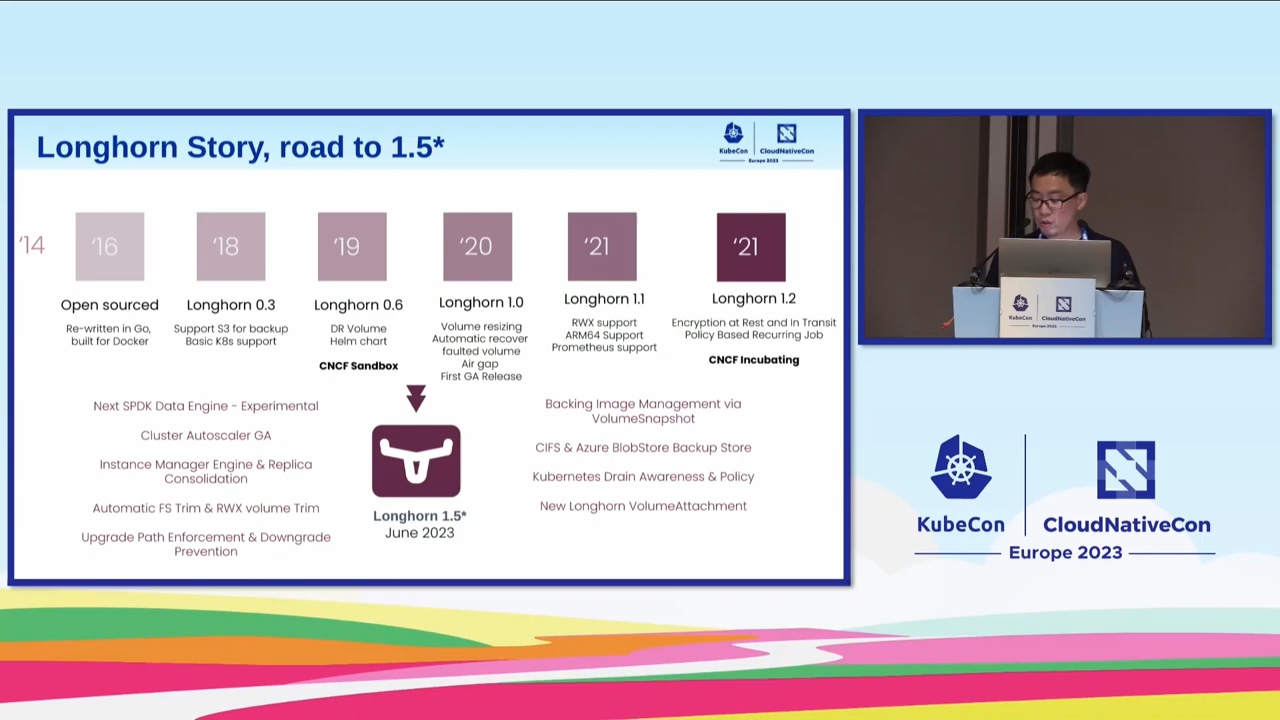 Longhorn Story, road to 1.5*
KubeCon
CloudNativeCon
Europe 2023
'14
'16
'18
'19
'20
'21
'21
Open sourced
Re-written in Go,
built for Docker
Longhorn 0.3
Support S3 for backup
Basic K8s support
Longhorn 0.6
DR Volume
Helm chart
CNCF Sandbox
Longhorn 1.0
Volume resizing
Automatic recover
faulted volume
Air gap
First GA Release
Longhorn 1.1
RWX support
ARM64 Support
Prometheus support
Longhorn 1.2
Encryption at Rest and In Transit
Policy Based Recurring Job
CNCF Incubating
Next SPDK Data Engine - Experimental
Cluster Autoscaler GA
Instance Manager Engine & Replica
Consolidation
Automatic FS Trim & RWX volume Trim
Upgrade Path Enforcement & Downgrade
Prevention
Longhorn 1.5*
June 2023
Backing Image Management via
VolumeSnapshot
CIFS & Azure BlobStore Backup Store
Kubernetes Drain Awareness & Policy
New Longhorn VolumeAttachment
KubeCon
CloudNativeCon
Europe 2023
KubeCon
CloudNativeCon
Europe 2023